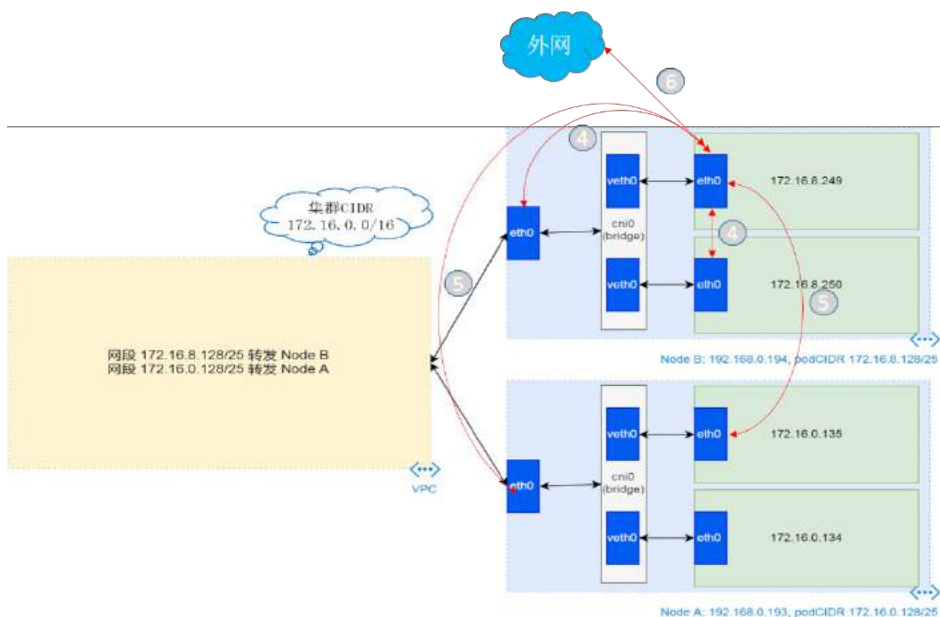 外网
6
4
veth0
eth0
172.16.8.249
集群CIDR
172.16.0.0/16
eth0
cni0
(bridge)
4
5
veth0
eth0
172.16.8.250
5
网段 172.16.8.128/25 转发 Node B
网段 172.16.0.128/25 转发 Node A
Node B: 192.168.0.194, podCIDR 172.16.8.128/25
veth0
eth0
172.16.0.135
VPC
eth0
cni0
(bridge)
veth0
eth0
172.16.0.134
Node A: 192.168.0.193, podCIDR 172.16.0.128/25